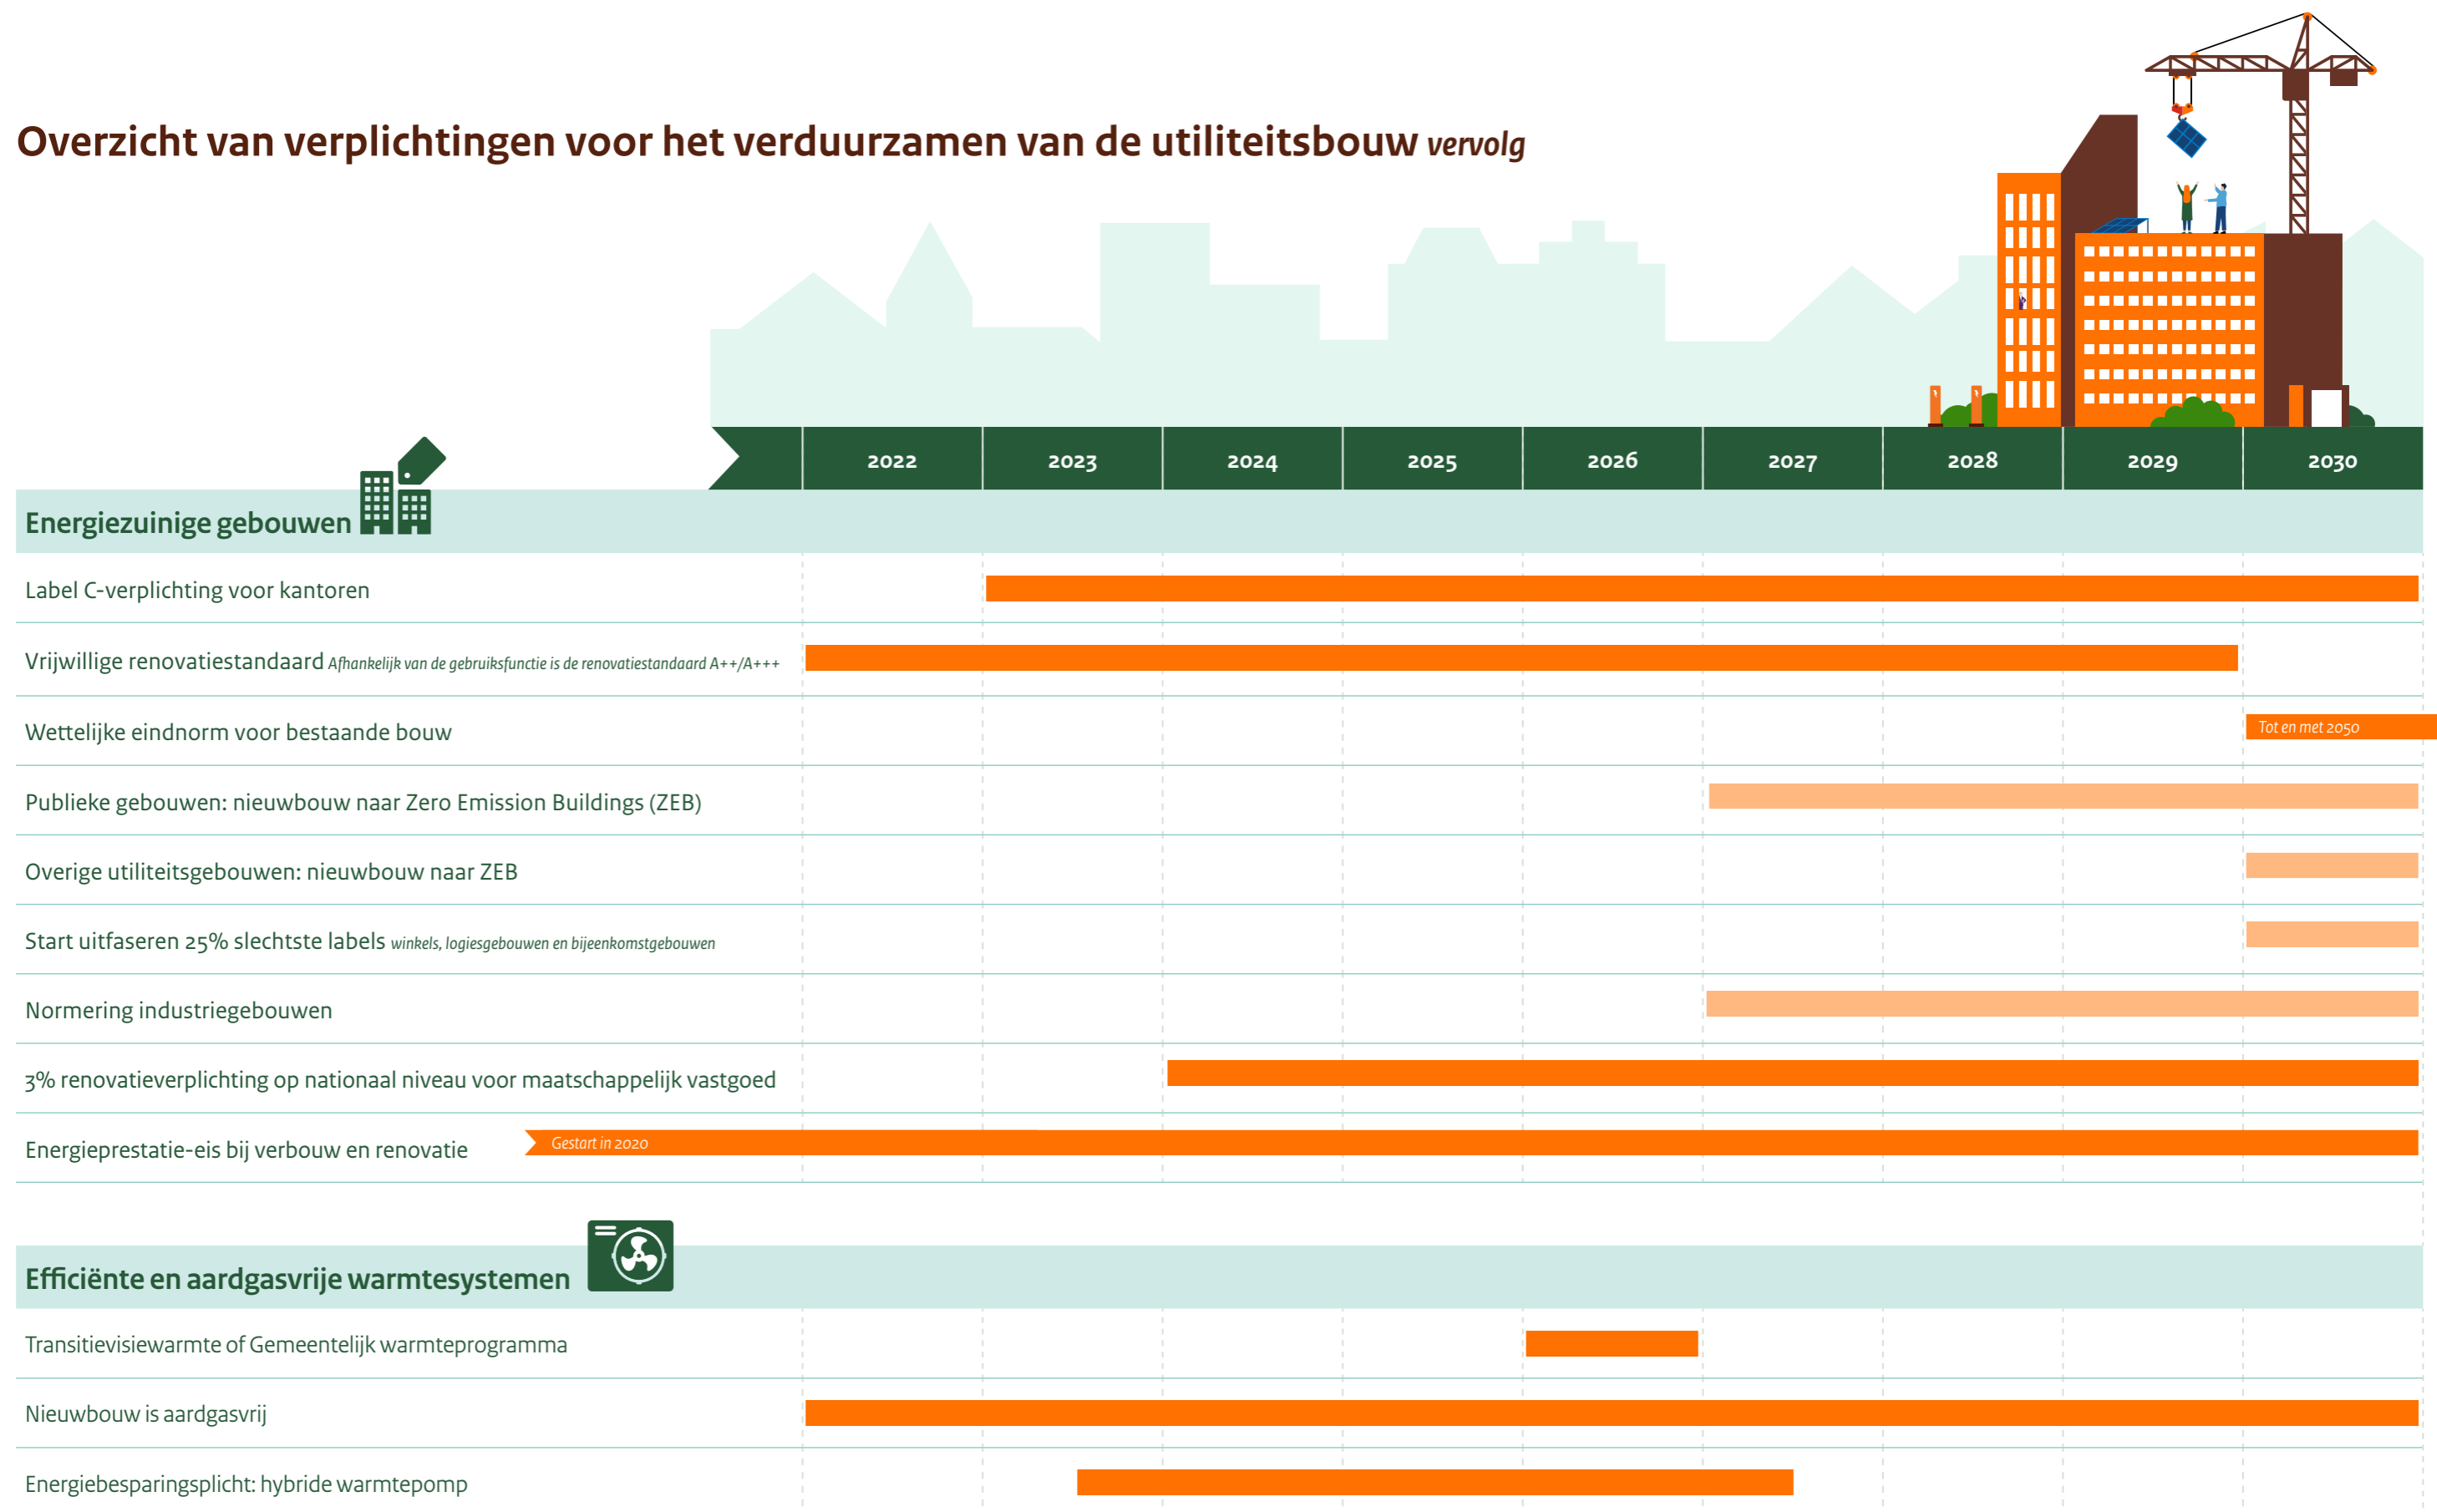 Overzicht van verplichtingen voor het verduurzamen van de utiliteitsbouw vervolg
2022 2023 2024 2025 2026 2027 2028 2029 2030
Energiezuinige gebouwen
Label C-verplichting voor kantoren
Vrijwillige renovatiestandaard Afhankelijk van de gebruiksfunctie is de renovatiestandaard A++/A+++
Wettelijke eindnorm voor bestaande bouw Tot en met 2050
Publieke gebouwen: nieuwbouw naar Zero Emission Buildings (ZEB)
Overige utiliteitsgebouwen: nieuwbouw naar ZEB
Start uitfaseren 25% slechtste labels winkels, logiesgebouwen en bijeenkomstgebouwen
Normering industriegebouwen
3% renovatieverplichting op nationaal niveau voor maatschappelijk vastgoed
Energieprestatie-eis bij verbouw en renovatie Gestart in 2020
Efficiënte en aardgasvrije warmtesystemen
Transitievisiewarmte of Gemeentelijk warmteprogramma
Nieuwbouw is aardgasvrij
Energiebesparingsplicht: hybride warmtepomp